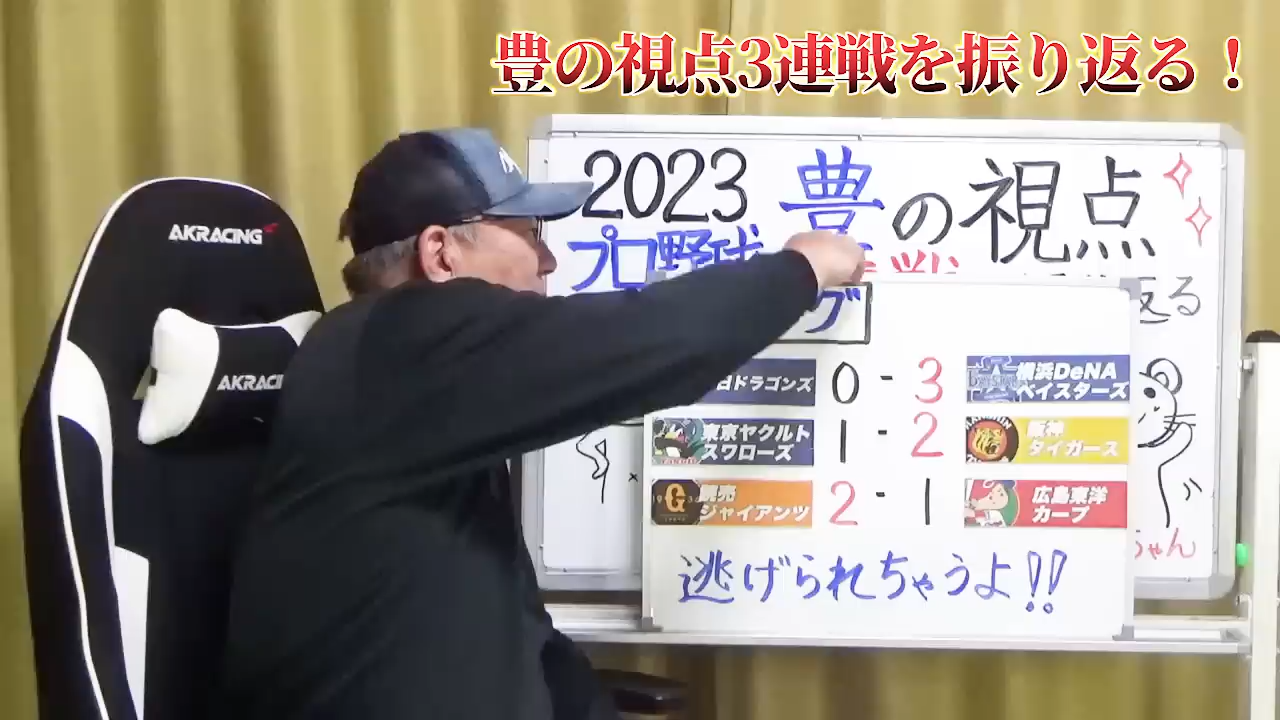 豊の視点3連戦を振り返る！
2023 豊の視点
プロ野球
戦
返る
グ
AKRACING
AKRACI
日ドラゴンズ 0 - 3 横浜DeNAベイスターズ
東京ヤクルトスワローズ 1 - 2 阪神タイガース
G 読売ジャイアンツ 2 - 1 広島東洋カープ
逃げられちゃうよ!!
ちゃん